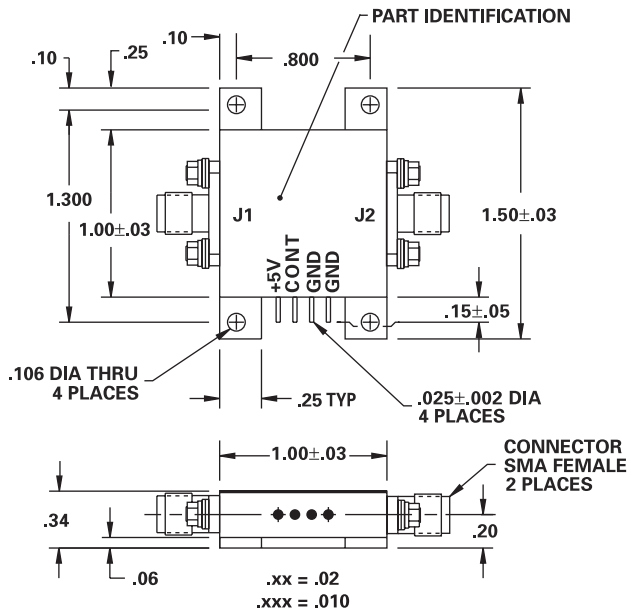 PART IDENTIFICATION
.10
.10
.25
.800
1.300
1.00±.03
J1
J2
1.50±.03
+5V
CONT
GND
GND
.15±.05
.106 DIA THRU
4 PLACES
.25 TYP
.025±.002 DIA
4 PLACES
1.00±.03
CONNECTOR
SMA FEMALE
2 PLACES
.34
.20
.06
.xx = .02
.xxx = .010